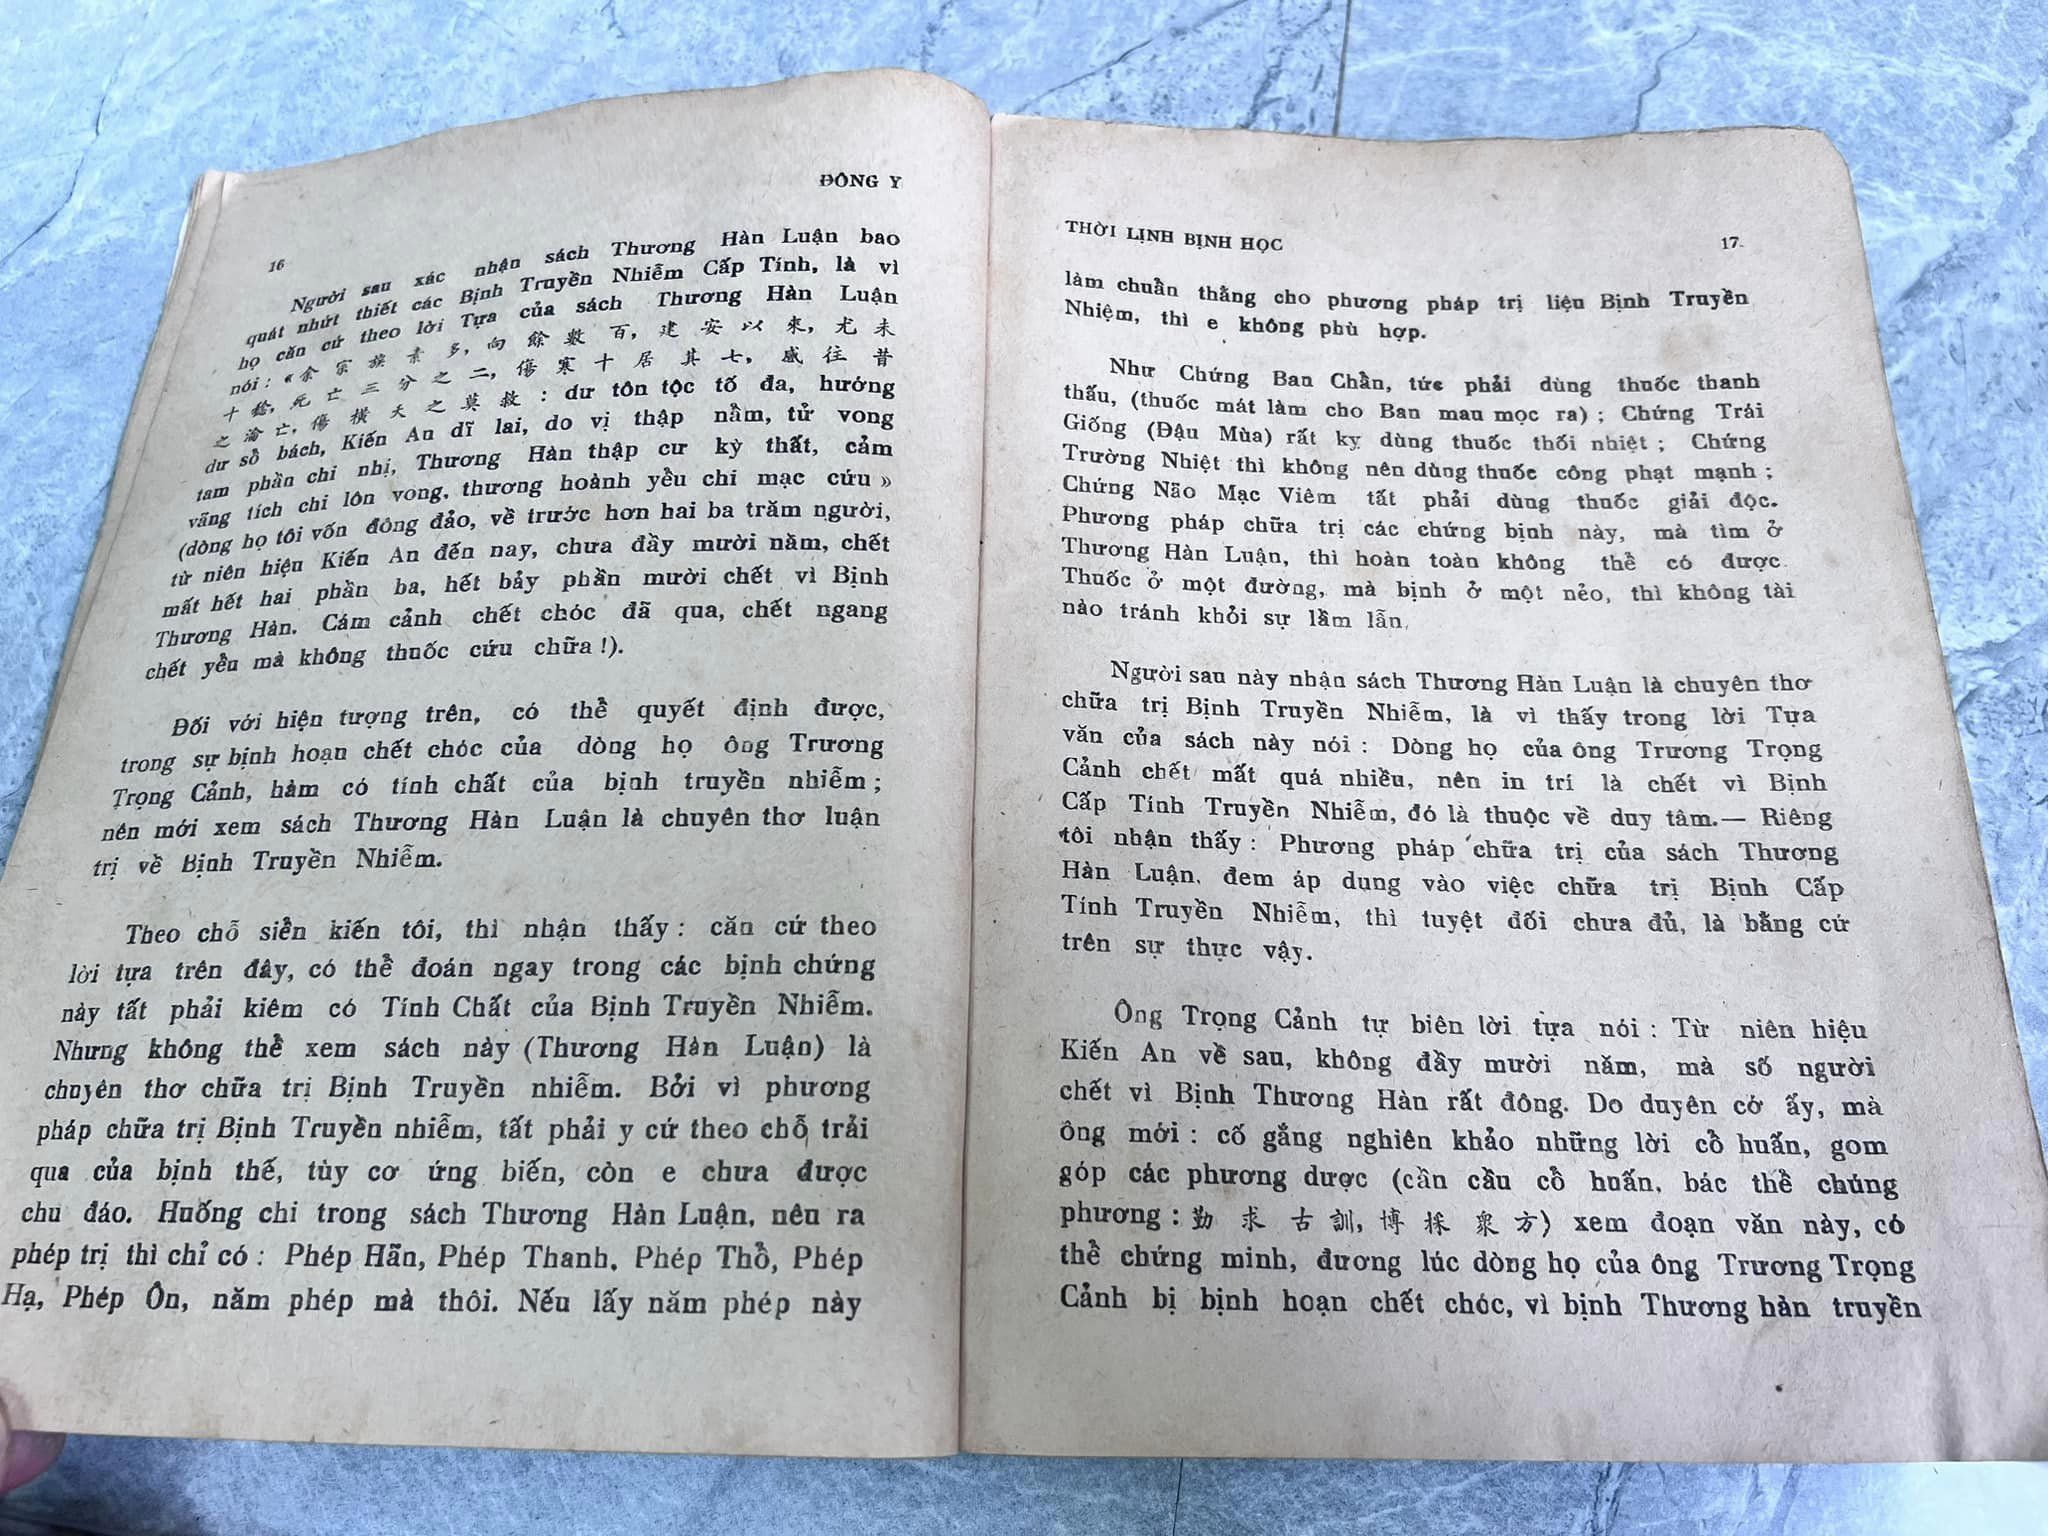 ĐÔNG Y
16
Người sau xác nhận sách Thương Hàn Luận bao
quát nhứt thiết các Bịnh Truyền Nhiễm Cấp Tính, là vì
họ căn cứ theo lời Tựa của sách Thương Hàn Luận
nói: «余宗族素多, 向餘數百, 建安以來, 尤未
十稔, 死亡三分之二, 傷寒十居其七, 感往昔
之淪亡, 傷橫夭之莫救: dư tôn tộc tố đa, hướng
dư sồ bách, Kiến An dĩ lai, do vị thập nẫm, tử vong
tam phần chi nhị, Thương Hàn thập cư kỳ thất, cảm
vãng tích chi lôn vong, thương hoành yểu chi mạc cứu»
(dòng họ tôi vốn đông đảo, về trước hơn hai ba trăm người,
từ niên hiệu Kiến An đến nay, chưa đầy mười năm, chết
mất hết hai phần ba, hết bảy phần mười chết vì Bịnh
Thương Hàn. Cám cảnh chết chóc đã qua, chết ngang
chết yểu mà không thuốc cứu chữa!).
Đối với hiện tượng trên, có thể quyết định được,
trong sự bịnh hoạn chết chóc của dòng họ ông Trương
Trọng Cảnh, hàm có tính chất của bịnh truyền nhiễm;
nên mới xem sách Thương Hàn Luận là chuyên thơ luận
trị về Bịnh Truyền Nhiễm.
Theo chỗ siển kiến tôi, thì nhận thấy: căn cứ theo
lời tựa trên đây, có thể đoán ngay trong các bịnh chứng
này tất phải kiêm có Tính Chất của Bịnh Truyền Nhiễm.
Nhưng không thể xem sách này (Thương Hàn Luận) là
chuyên thơ chữa trị Bịnh Truyền nhiễm. Bởi vì phương
pháp chữa trị Bịnh Truyền nhiễm, tất phải y cứ theo chỗ trải
qua của bịnh thế, tùy cơ ứng biến, còn e chưa được
chu đáo. Huống chi trong sách Thương Hàn Luận, nêu ra
phép trị thì chỉ có: Phép Hãn, Phép Thanh, Phép Thổ, Phép
Hạ, Phép Ôn, năm phép mà thôi. Nếu lấy năm phép này
THỜI LỊNH BỊNH HỌC
17
làm chuẩn thằng cho phương pháp trị liệu Bịnh Truyền
Nhiệm, thì e không phù hợp.
Như Chứng Ban Chẩn, tức phải dùng thuốc thanh
thấu, (thuốc mát làm cho Ban mau mọc ra); Chứng Trái
Giống (Đậu Mùa) rất kỵ dùng thuốc thối nhiệt; Chứng
Trường Nhiệt thì không nên dùng thuốc công phạt mạnh;
Chứng Não Mạc Viêm tất phải dùng thuốc giải độc.
Phương pháp chữa trị các chứng bịnh này, mà tìm ở
Thương Hàn Luận, thì hoàn toàn không thể có được.
Thuốc ở một đường, mà bịnh ở một nẻo, thì không tài
nào tránh khỏi sự lầm lẫn.
Người sau này nhận sách Thương Hàn Luận là chuyên thơ
chữa trị Bịnh Truyền Nhiễm, là vì thấy trong lời Tựa
văn của sách này nói: Dòng họ của ông Trương Trọng
Cảnh chết mất quá nhiều, nên in trí là chết vì Bịnh
Cấp Tính Truyền Nhiễm, đó là thuộc về duy tâm.— Riêng
tôi nhận thấy: Phương pháp chữa trị của sách Thương
Hàn Luận, đem áp dụng vào việc chữa trị Bịnh Cấp
Tính Truyền Nhiễm, thì tuyệt đối chưa đủ, là bằng cứ
trên sự thực vậy.
Ông Trọng Cảnh tự biên lời tựa nói: Từ niên hiệu
Kiến An về sau, không đầy mười năm, mà số người
chết vì Bịnh Thương Hàn rất đông. Do duyên cớ ấy, mà
ông mới: cố gắng nghiên khảo những lời cổ huấn, gom
góp các phương dược (cần cầu cổ huấn, bác thể chúng
phương: 勤求古訓, 博採衆方) xem đoạn văn này, có
thể chứng minh, đương lúc dòng họ của ông Trương Trọng
Cảnh bị bịnh hoạn chết chóc, vì bịnh Thương hàn truyền